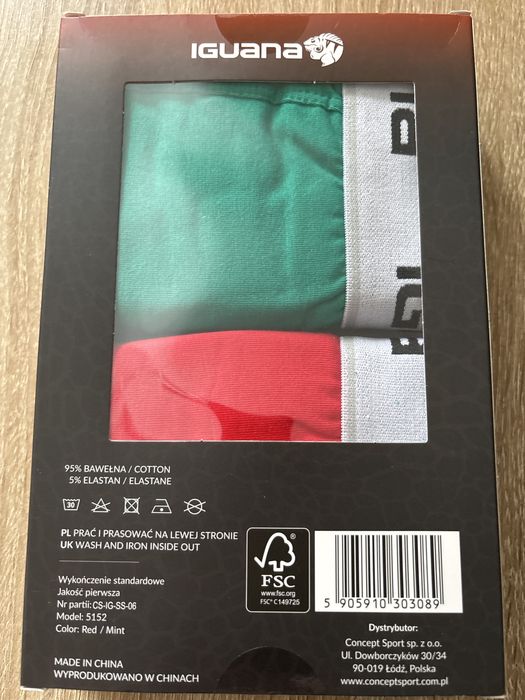 IGUANA
95% BAWEŁNA / COTTON
5% ELASTAN / ELASTANE
30
PL PRAĆ I PRASOWAĆ NA LEWEJ STRONIE
UK WASH AND IRON INSIDE OUT
Wykończenie standardowe
Jakość pierwsza
Nr partii: CS-IG-SS-06
Model: 5152
Color: Red / Mint
MADE IN CHINA
WYPRODUKOWANO W CHINACH
FSC
www.fsc.org
FSC® C149725
5 905910 303089
Dystrybutor:
Concept Sport sp. z o.o.
Ul. Dowborczyków 30/34
90-019 Łódź, Polska
www.conceptsport.com.pl